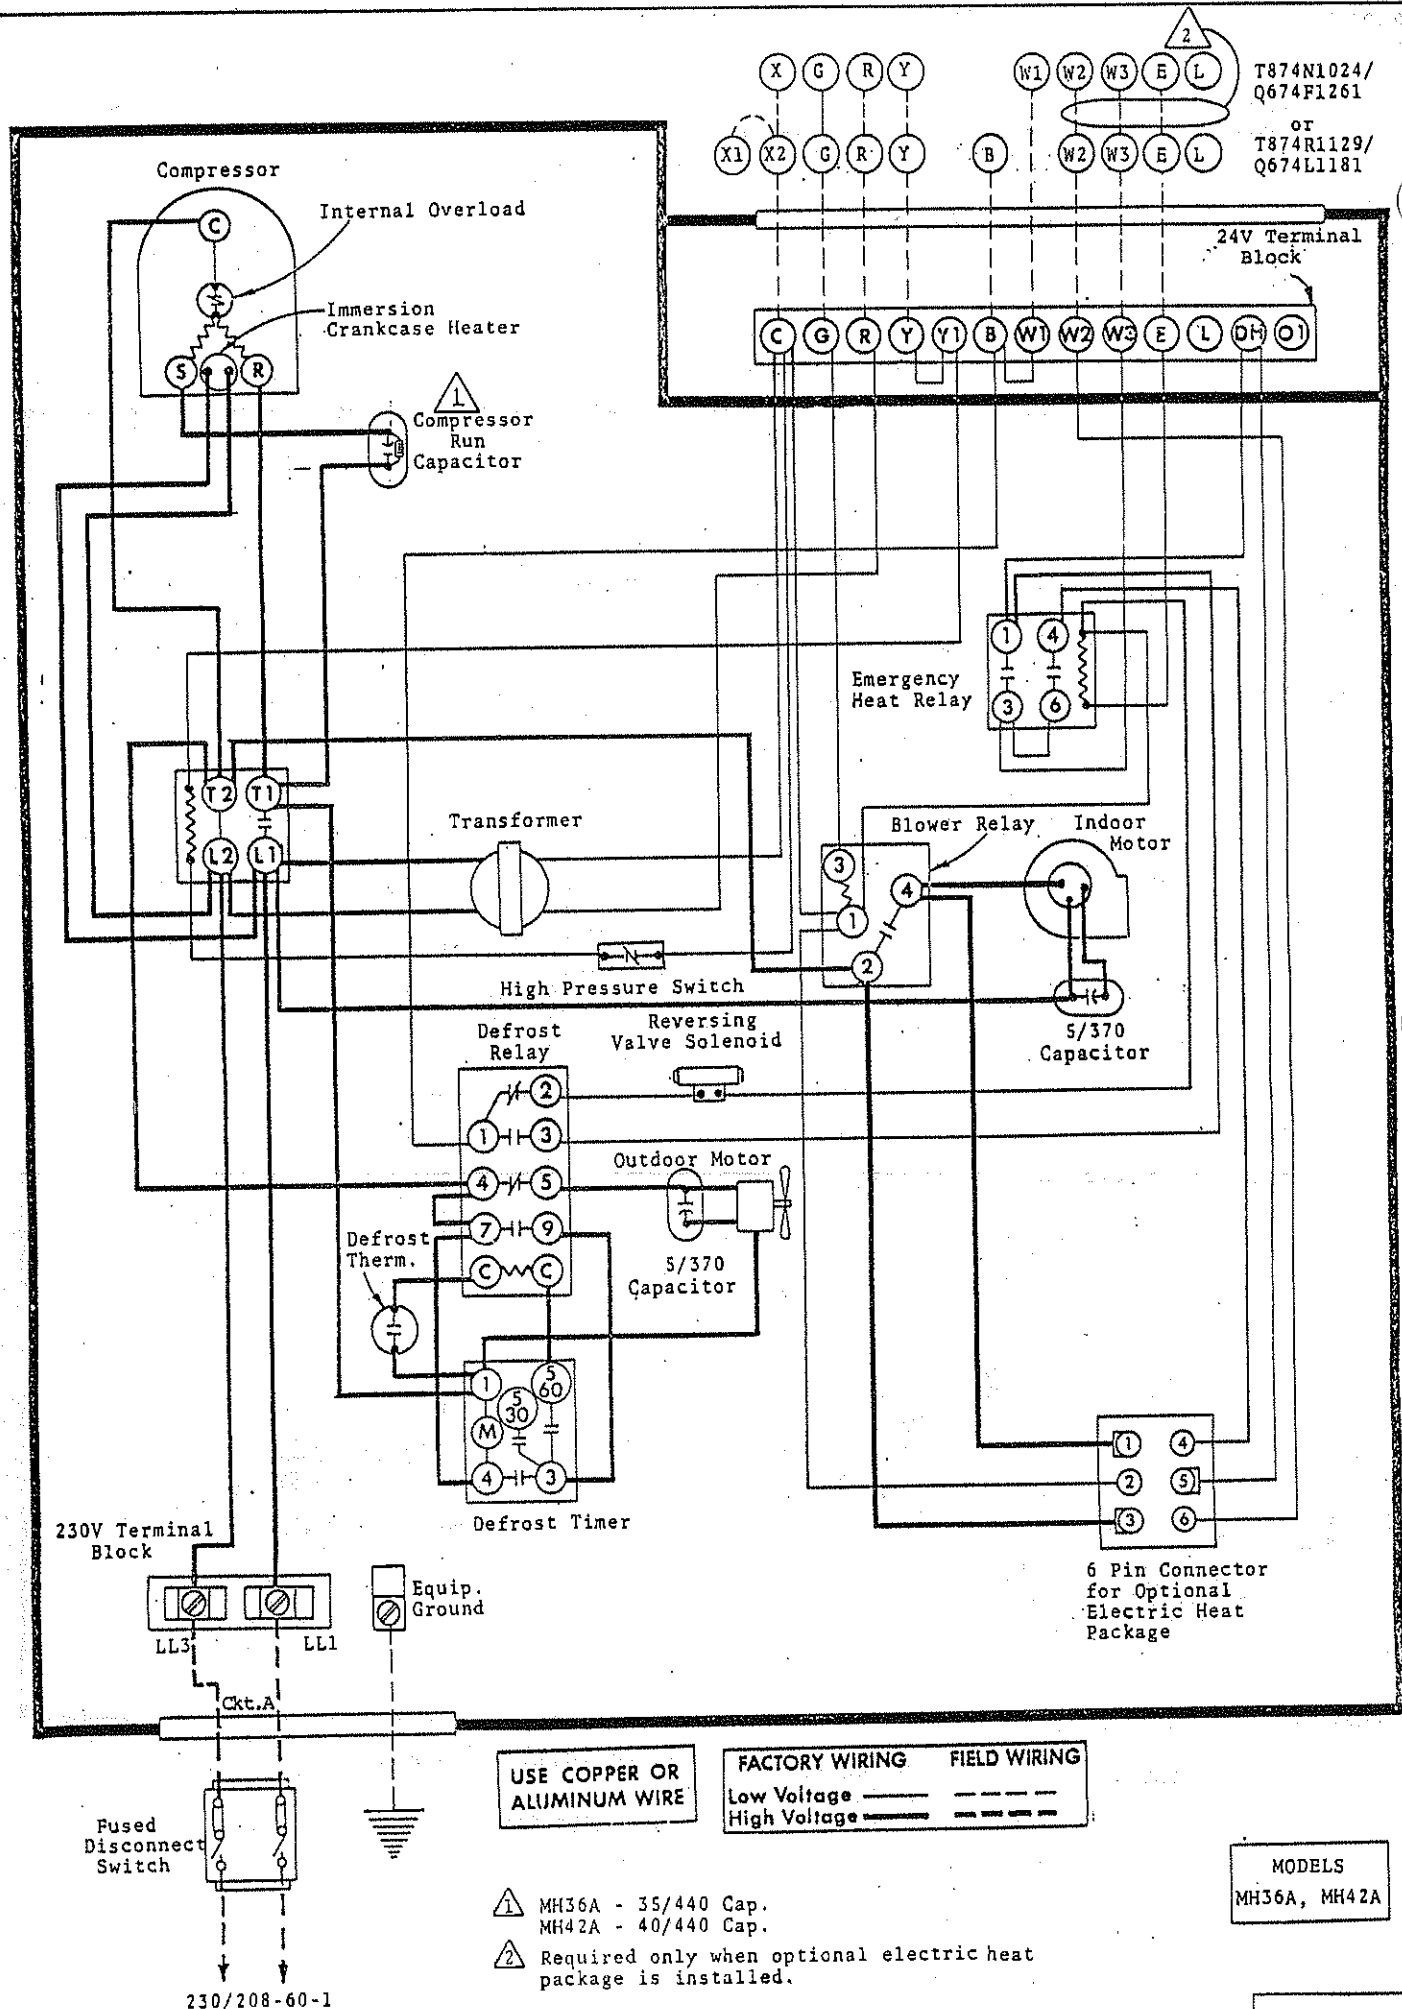 2
X G R Y W1 W2 W3 E L
T874N1024/
Q674F1261
or
T874R1129/
Q674L1181
X1 X2 G R Y B W2 W3 E L
Compressor
Internal Overload
C
Immersion
Crankcase Heater
S R
24V Terminal
Block
C G R Y Y1 B W1 W2 W3 E L DH O1
1
Compressor
Run
Capacitor
1 4
Emergency
Heat Relay
3 6
T2 T1
L2 L1
Transformer
Blower Relay
Indoor
Motor
3
4
1
2
High Pressure Switch
5/370
Capacitor
Defrost
Relay
Reversing
Valve Solenoid
2
1 3
4 5
7 9
C C
Outdoor Motor
5/370
Capacitor
Defrost
Therm.
1
5
30
5
60
M
4 3
Defrost Timer
1 4
2 5
3 6
6 Pin Connector
for Optional
Electric Heat
Package
230V Terminal
Block
LL3 LL1
Equip.
Ground
Ckt.A
Fused
Disconnect
Switch
230/208-60-1
USE COPPER OR
ALUMINUM WIRE
FACTORY WIRING FIELD WIRING
Low Voltage
High Voltage
1 MH36A - 35/440 Cap.
MH42A - 40/440 Cap.
2 Required only when optional electric heat
package is installed.
MODELS
MH36A, MH42A